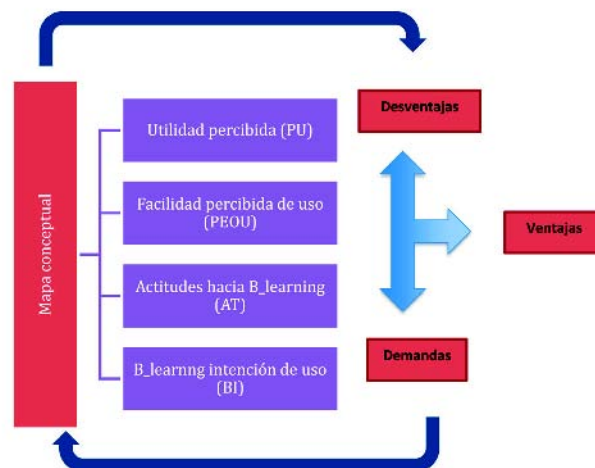 Mapa conceptual
Utilidad percibida (PU)
Facilidad percibida de uso
(PEOU)
Actitudes hacia B_learning
(AT)
B_learnng intención de uso
(BI)
Desventajas
Ventajas
Demandas